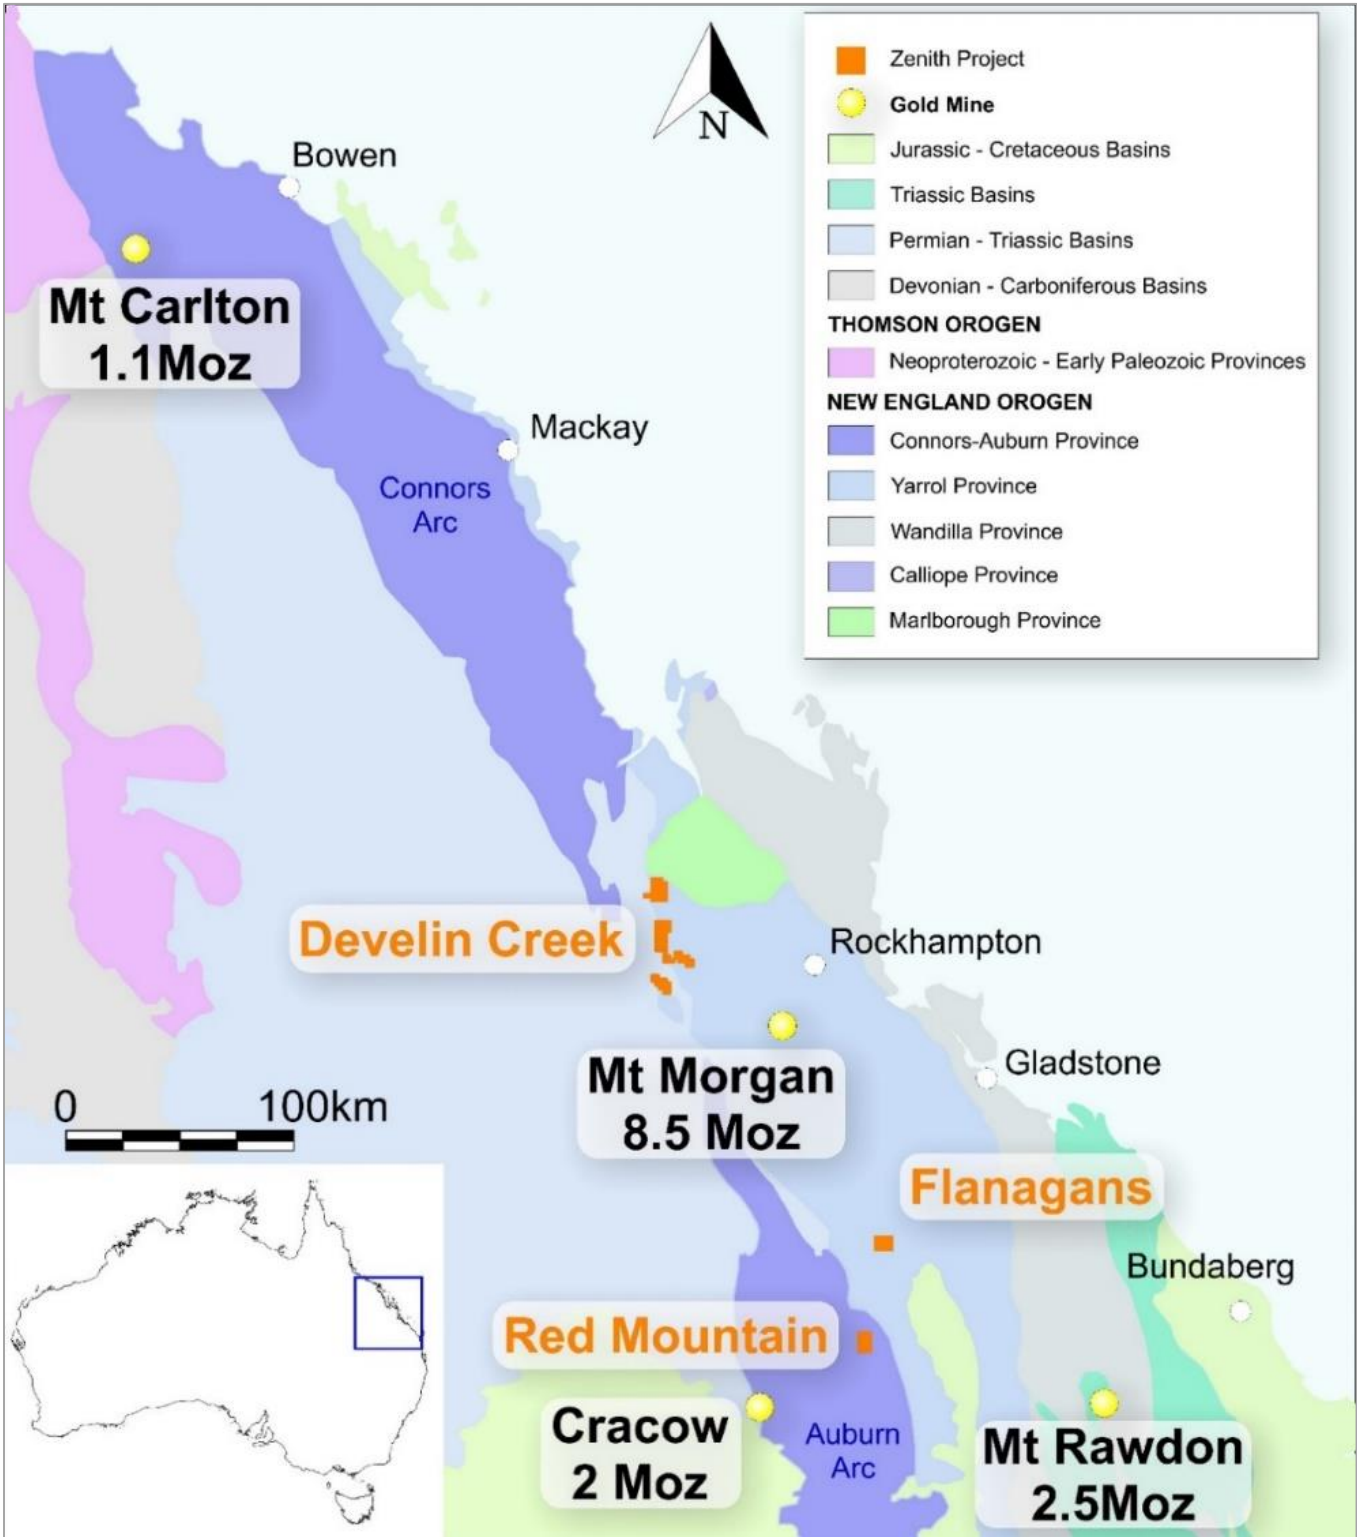 Zenith Project
Gold Mine
Jurassic - Cretaceous Basins
Triassic Basins
Permian - Triassic Basins
Devonian - Carboniferous Basins
THOMSON OROGEN
Neoproterozoic - Early Paleozoic Provinces
NEW ENGLAND OROGEN
Connors-Auburn Province
Yarrol Province
Wandilla Province
Calliope Province
Marlborough Province
N
Bowen
Mt Carlton
1.1Moz
Mackay
Connors
Arc
Develin Creek
Rockhampton
Mt Morgan
8.5 Moz
Gladstone
0 100km
Flanagans
Bundaberg
Red Mountain
Cracow
2 Moz
Auburn
Arc
Mt Rawdon
2.5Moz